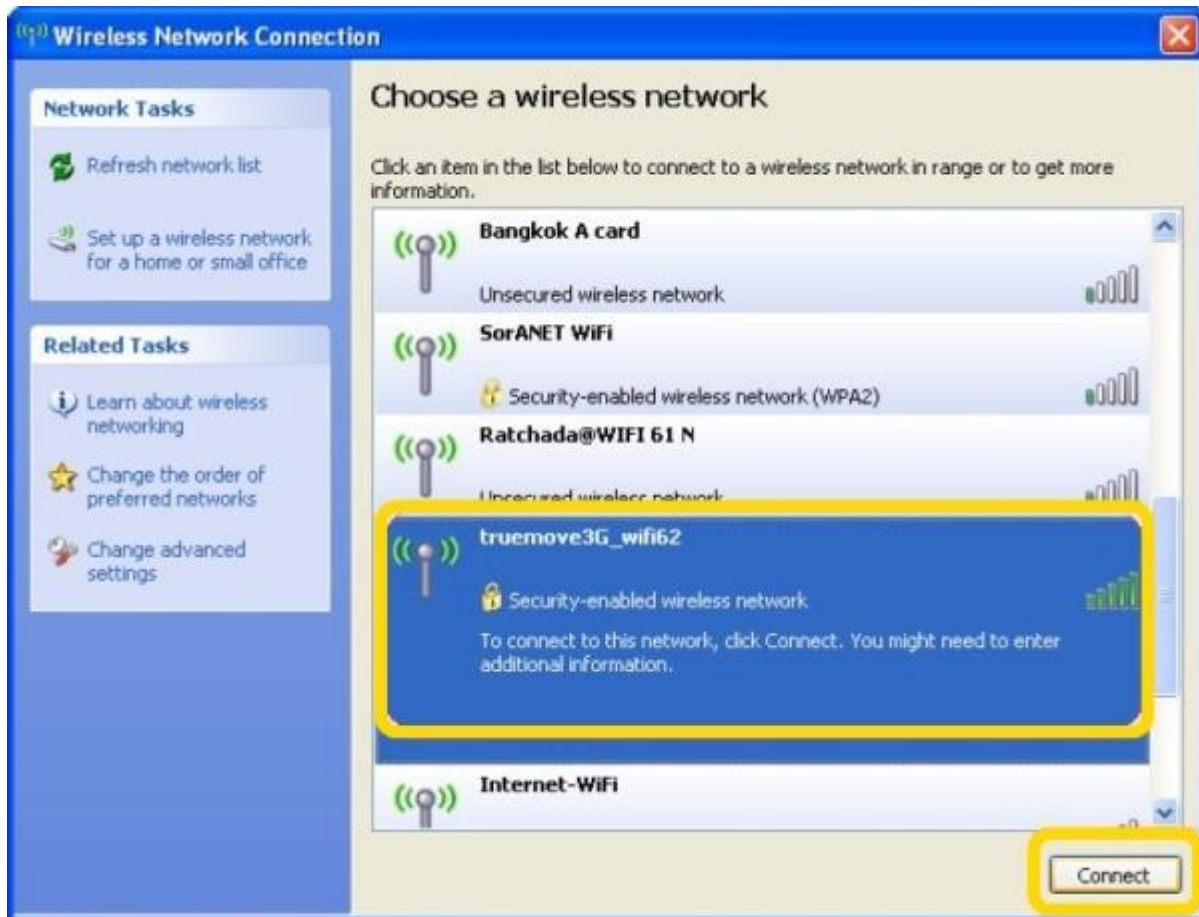 Wireless Network Connection
Network Tasks
Refresh network list
Set up a wireless network
for a home or small office
Related Tasks
Learn about wireless
networking
Change the order of
preferred networks
Change advanced
settings
Choose a wireless network
Click an item in the list below to connect to a wireless network in range or to get more
information.
Bangkok A card
Unsecured wireless network
SorANET WiFi
Security-enabled wireless network (WPA2)
Ratchada@WIFI 61 N
Unsecured wireless network
truemove3G_wifi62
Security-enabled wireless network
To connect to this network, click Connect. You might need to enter
additional information.
Internet-WiFi
Connect